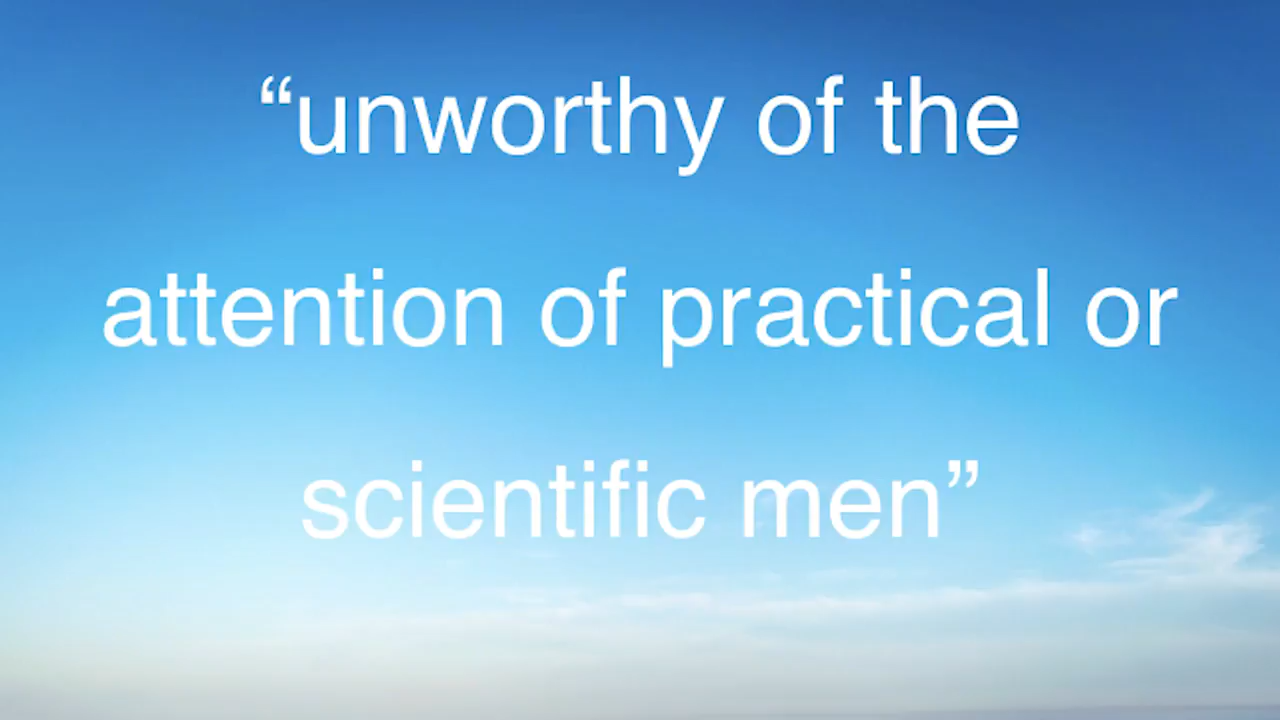 “unworthy of the
attention of practical or
scientific men”